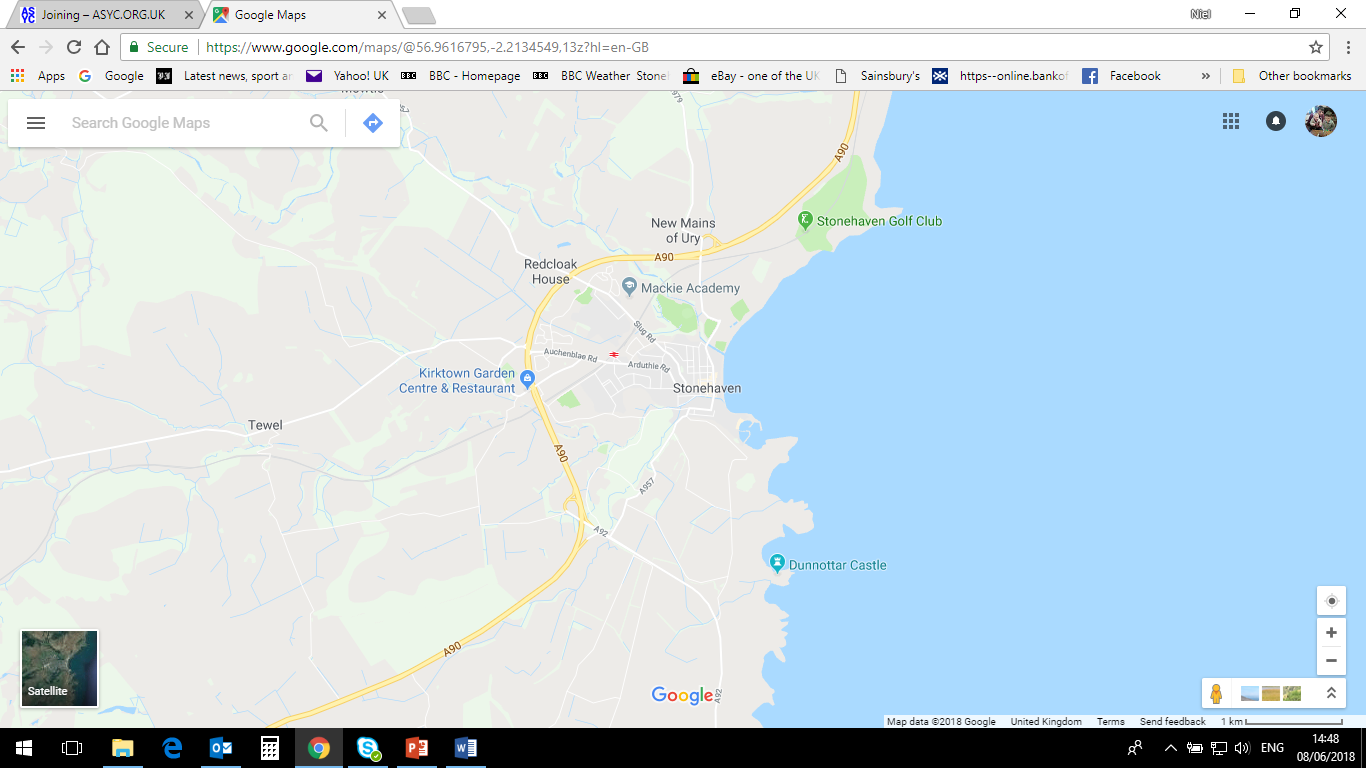 Joining – ASYC.ORG.UK
Google Maps
Niel
Secure
https://www.google.com/maps/@56.9616795,-2.2134549,13z?hl=en-GB
Apps
Google
Latest news, sport ar
Yahoo! UK
BBC - Homepage
BBC Weather Stone
eBay - one of the UK
Sainsbury's
https--online.bankof
Facebook
»
Other bookmarks
Search Google Maps
A90
Stonehaven Golf Club
New Mains
of Ury
A90
Redcloak
House
Mackie Academy
Slug Rd
Auchenblae Rd
Arduthie Rd
Kirktown Garden
Centre & Restaurant
Stonehaven
Tewel
A90
A957
A92
Dunnottar Castle
A90
Satellite
Google
A92
Map data ©2018 Google
United Kingdom
Terms
Send feedback
1 km
ENG
14:48
08/06/2018